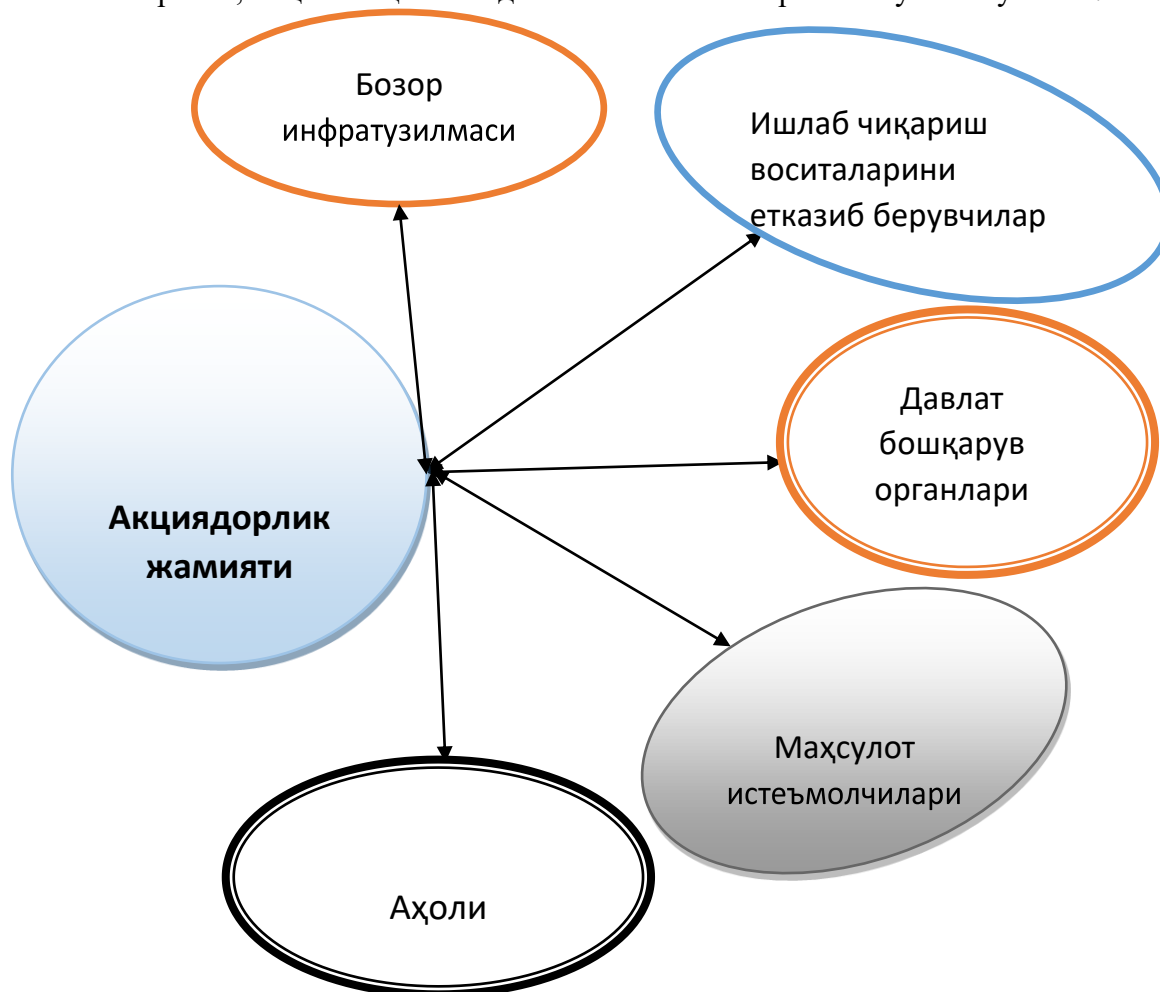 Бозор
инфратузилмаси
Ишлаб чиқариш
воситаларини
етказиб берувчилар
Давлат
бошқарув
органлари
Акциядорлик
жамияти
Маҳсулот
истеъмолчилари
Аҳоли